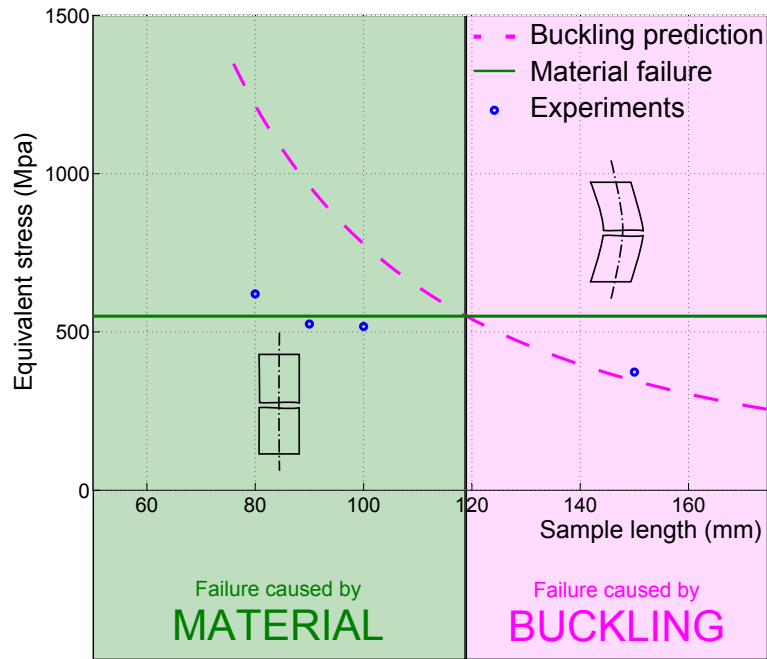 1500
1000
500
0
Equivalent stress (Mpa)
Buckling prediction
Material failure
Experiments
60 80 100 120 140 160
Sample length (mm)
Failure caused by
MATERIAL
Failure caused by
BUCKLING